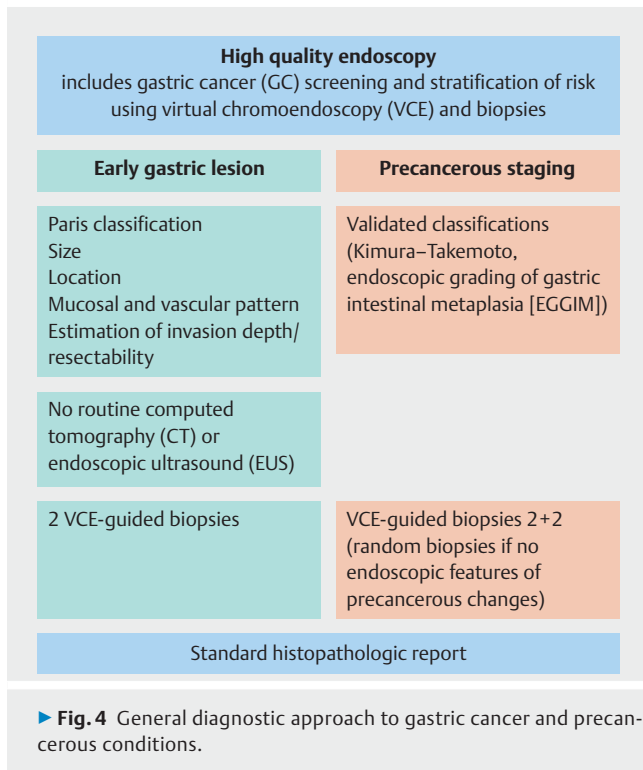 High quality endoscopy
includes gastric cancer (GC) screening and stratification of risk
using virtual chromoendoscopy (VCE) and biopsies
Early gastric lesion
Paris classification
Size
Location
Mucosal and vascular pattern
Estimation of invasion depth/
resectability
No routine computed
tomography (CT) or
endoscopic ultrasound (EUS)
2 VCE-guided biopsies
Precancerous staging
Validated classifications
(Kimura–Takemoto,
endoscopic grading of gastric
intestinal metaplasia [EGGIM])
VCE-guided biopsies 2+2
(random biopsies if no
endoscopic features of
precancerous changes)
Standard histopathologic report
▶ Fig. 4 General diagnostic approach to gastric cancer and precan-
cerous conditions.